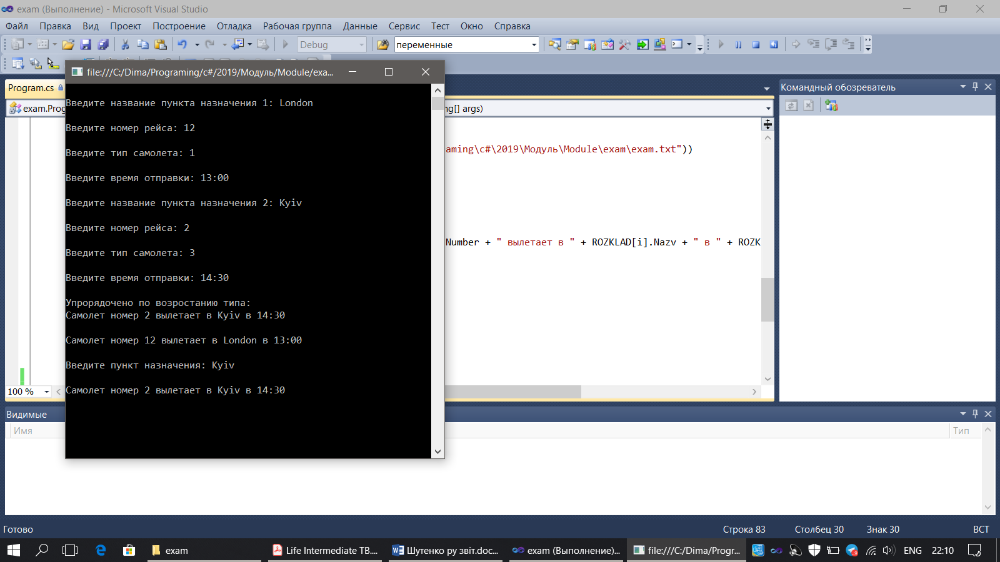 exam (Выполнение) - Microsoft Visual Studio
Файл Правка Вид Проект Построение Отладка Рабочая группа Данные Сервис Тест Окно Справка
Debug переменные
file:///C:/Dima/Programing/c#/2019/Модуль/Module/exa...
Program.cs
Командный обозреватель
exam.Prog
ng[] args)
Введите название пункта назначения 1: London
Введите номер рейса: 12
aming\c#\2019\Модуль\Module\exam\exam.txt"))
Введите тип самолета: 1
Введите время отправки: 13:00
Введите название пункта назначения 2: Kyiv
Введите номер рейса: 2
Number + " вылетает в " + ROZKLAD[i].Nazv + " в " + ROZK
Введите тип самолета: 3
Введите время отправки: 14:30
Упрорядочено по возростанию типа:
Самолет номер 2 вылетает в Kyiv в 14:30
Самолет номер 12 вылетает в London в 13:00
Введите пункт назначения: Kyiv
Самолет номер 2 вылетает в Kyiv в 14:30
100 %
Видимые
Имя Тип
Готово Строка 83 Столбец 30 Знак 30 ВСТ
exam Life Intermediate TB.... Шутенко ру звіт.doc... exam (Выполнение)... file:///C:/Dima/Progr... ENG 22:10